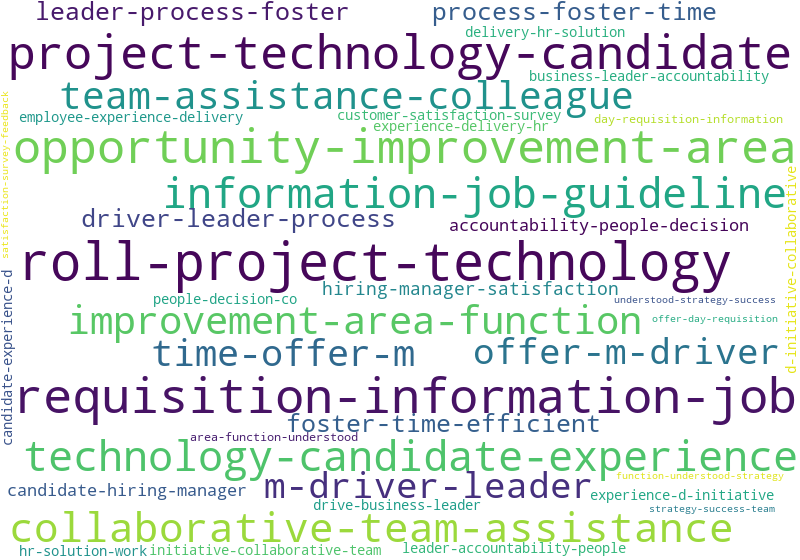 leader-process-foster
process-foster-time
delivery-hr-solution
project-technology-candidate
business-leader-accountability
team-assistance-colleague
satisfaction-survey-feedback
employee-experience-delivery
customer-satisfaction-survey
day-requisition-information
experience-delivery-hr
opportunity-improvement-area
information-job-guideline
d-initiative-collaborative
driver-leader-process
accountability-people-decision
roll-project-technology
candidate-experience-d
hiring-manager-satisfaction
people-decision-co
understood-strategy-success
improvement-area-function
offer-day-requisition
time-offer-m
offer-m-driver
requisition-information-job
foster-time-efficient
area-function-understood
technology-candidate-experience
function-understood-strategy
m-driver-leader
candidate-hiring-manager
experience-d-initiative
drive-business-leader
strategy-success-team
collaborative-team-assistance
hr-solution-work
initiative-collaborative-team
leader-accountability-people